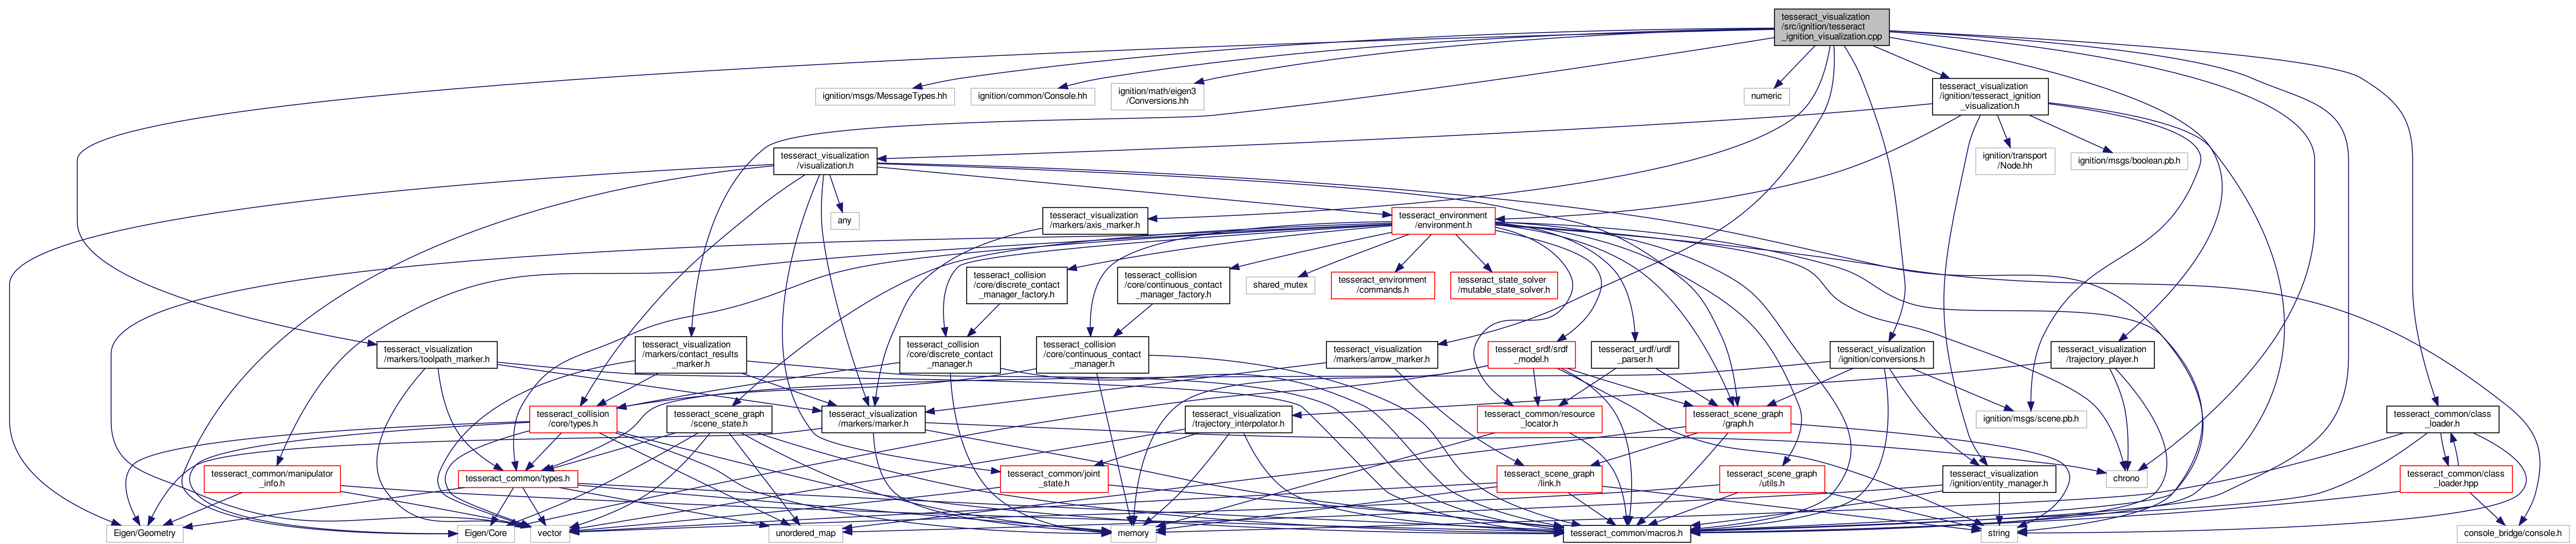 tesseract_visualization
/src/ignition/tesseract
_ignition_visualization.cpp
ignition/msgs/MessageTypes.hh
ignition/common/Console.hh
ignition/math/eigen3
/Conversions.hh
numeric
tesseract_visualization
/ignition/tesseract_ignition
_visualization.h
tesseract_visualization
/visualization.h
ignition/transport
/Node.hh
ignition/msgs/boolean.pb.h
any
tesseract_visualization
/markers/axis_marker.h
tesseract_environment
/environment.h
tesseract_collision
/core/discrete_contact
_manager_factory.h
tesseract_collision
/core/continuous_contact
_manager_factory.h
shared_mutex
tesseract_environment
/commands.h
tesseract_state_solver
/mutable_state_solver.h
tesseract_visualization
/markers/toolpath_marker.h
tesseract_visualization
/markers/contact_results
_marker.h
tesseract_collision
/core/discrete_contact
_manager.h
tesseract_collision
/core/continuous_contact
_manager.h
tesseract_visualization
/markers/arrow_marker.h
tesseract_srdf/srdf
_model.h
tesseract_urdf/urdf
_parser.h
tesseract_visualization
/ignition/conversions.h
tesseract_visualization
/trajectory_player.h
tesseract_collision
/core/types.h
tesseract_scene_graph
/scene_state.h
tesseract_visualization
/markers/marker.h
tesseract_visualization
/trajectory_interpolator.h
tesseract_common/resource
_locator.h
tesseract_scene_graph
/graph.h
ignition/msgs/scene.pb.h
tesseract_common/class
_loader.h
tesseract_common/manipulator
_info.h
tesseract_common/types.h
tesseract_common/joint
_state.h
tesseract_scene_graph
/link.h
tesseract_scene_graph
/utils.h
tesseract_visualization
/ignition/entity_manager.h
chrono
tesseract_common/class
_loader.hpp
Eigen/Geometry
Eigen/Core
vector
unordered_map
memory
tesseract_common/macros.h
string
console_bridge/console.h